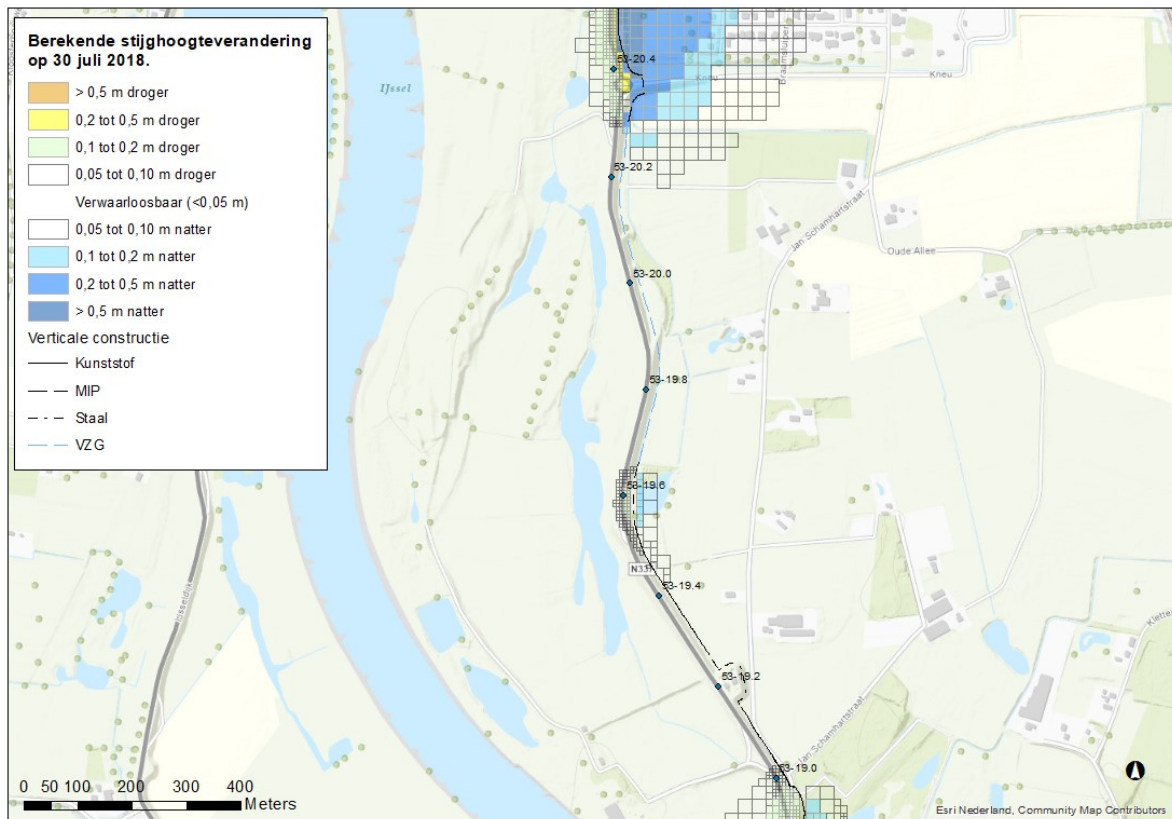 Berekende stijghoogteverandering
op 30 juli 2018.
> 0,5 m droger
0,2 tot 0,5 m droger
0,1 tot 0,2 m droger
0,05 tot 0,10 m droger
Verwaarloosbaar (<0,05 m)
0,05 tot 0,10 m natter
0,1 tot 0,2 m natter
0,2 tot 0,5 m natter
> 0,5 m natter
Verticale constructie
Kunststof
MIP
Staal
VZG
IJssel
53-20.4
Kneu
Kneu
53-20.2
Jan Schamhartstraat
Oude Allee
53-20.0
53-19.8
53-19.6
N337
53-19.4
IJsseldijk
53-19.2
Jan Schamhartstraat
53-19.0
0 50 100 200 300 400
Meters
Esri Nederland, Community Map Contributors